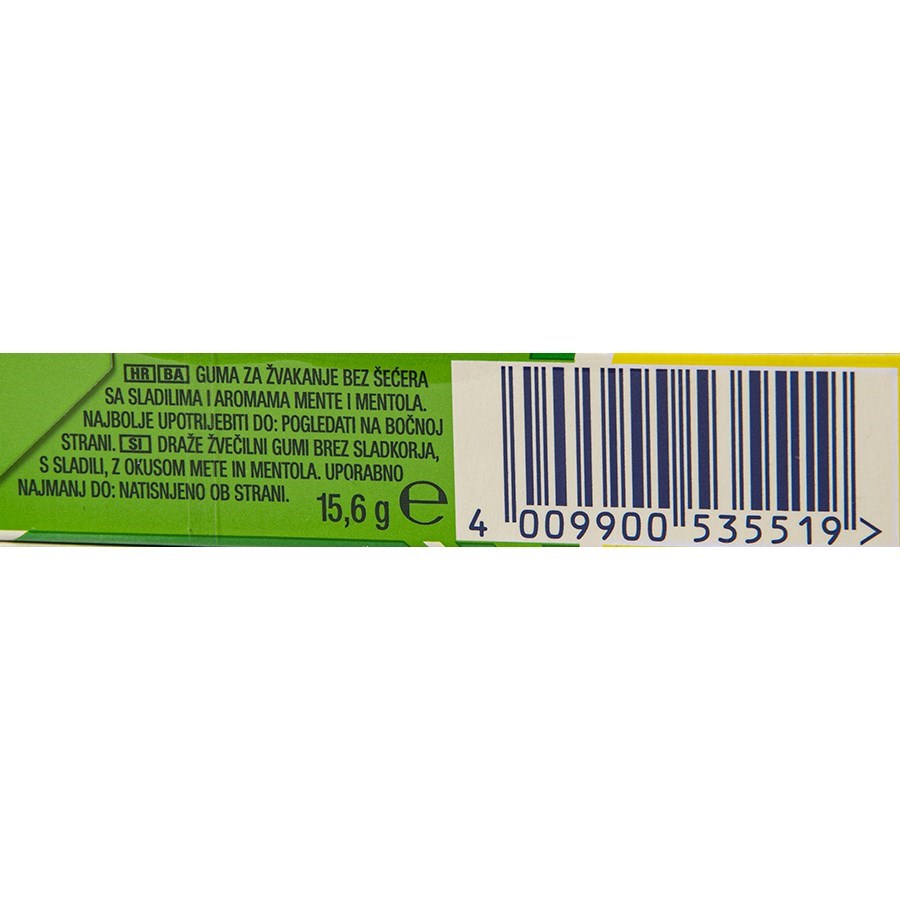 HR BA GUMA ZA ŽVAKANJE BEZ ŠEĆERA
SA SLADILIMA I AROMAMA MENTE I MENTOLA.
NAJBOLJE UPOTRIJEBITI DO: POGLEDATI NA BOČNOJ
STRANI. SI DRAŽE ŽVEČILNI GUMI BREZ SLADKORJA,
S SLADILI, Z OKUSOM METE IN MENTOLA. UPORABNO
NAJMANJ DO: NATISNJENO OB STRANI.
15,6 g ℮
4 009900 535519 >